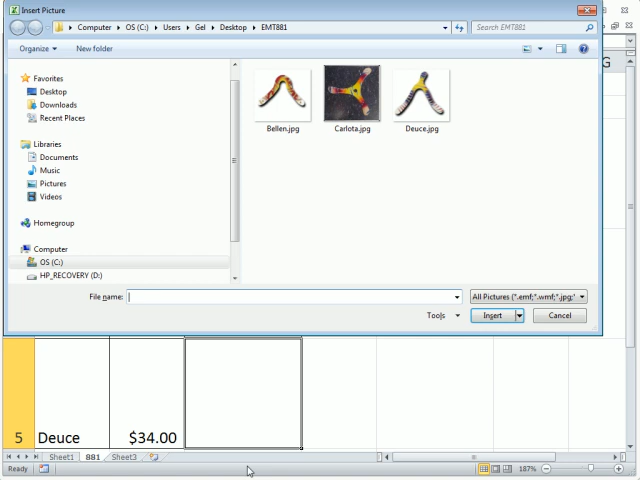 Insert Picture
Computer OS (C:) Users Gel Desktop EMT881
Search EMT881
Organize New folder
G
Favorites
Desktop
Downloads
Recent Places
Libraries
Documents
Music
Pictures
Videos
Homegroup
Computer
OS (C:)
HP_RECOVERY (D:)
Bellen.jpg Carlota.jpg Deuce.jpg
File name: All Pictures (*.emf;*.wmf;*.jpg;*
Tools Insert Cancel
5 Deuce $34.00
Sheet1 881 Sheet3
Ready 187%